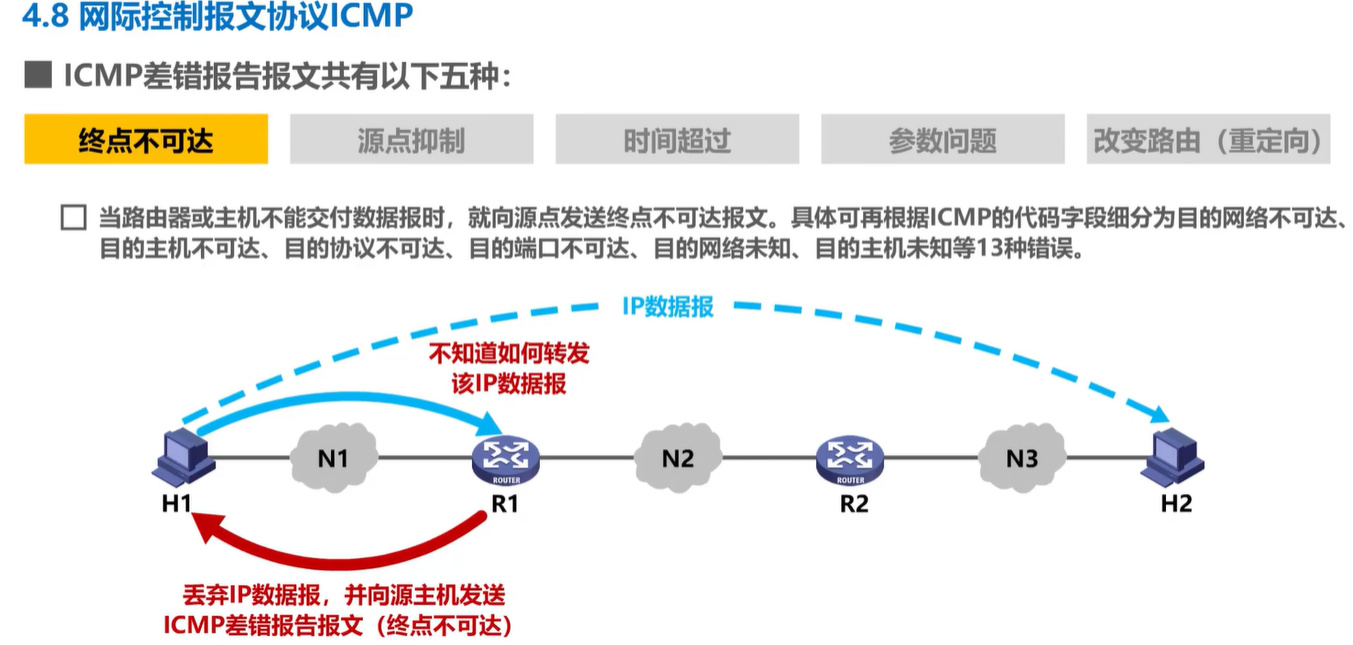 4.8 网际控制报文协议ICMP
ICMP差错报告报文共有以下五种：
终点不可达
源点抑制
时间超过
参数问题
改变路由（重定向）
当路由器或主机不能交付数据报时，就向源点发送终点不可达报文。具体可再根据ICMP的代码字段细分为目的网络不可达、
目的主机不可达、目的协议不可达、目的端口不可达、目的网络未知、目的主机未知等13种错误。
IP数据报
不知道如何转发
该IP数据报
N1
ROUTER
N2
ROUTER
N3
H1
R1
R2
H2
丢弃IP数据报，并向源主机发送
ICMP差错报告报文（终点不可达）